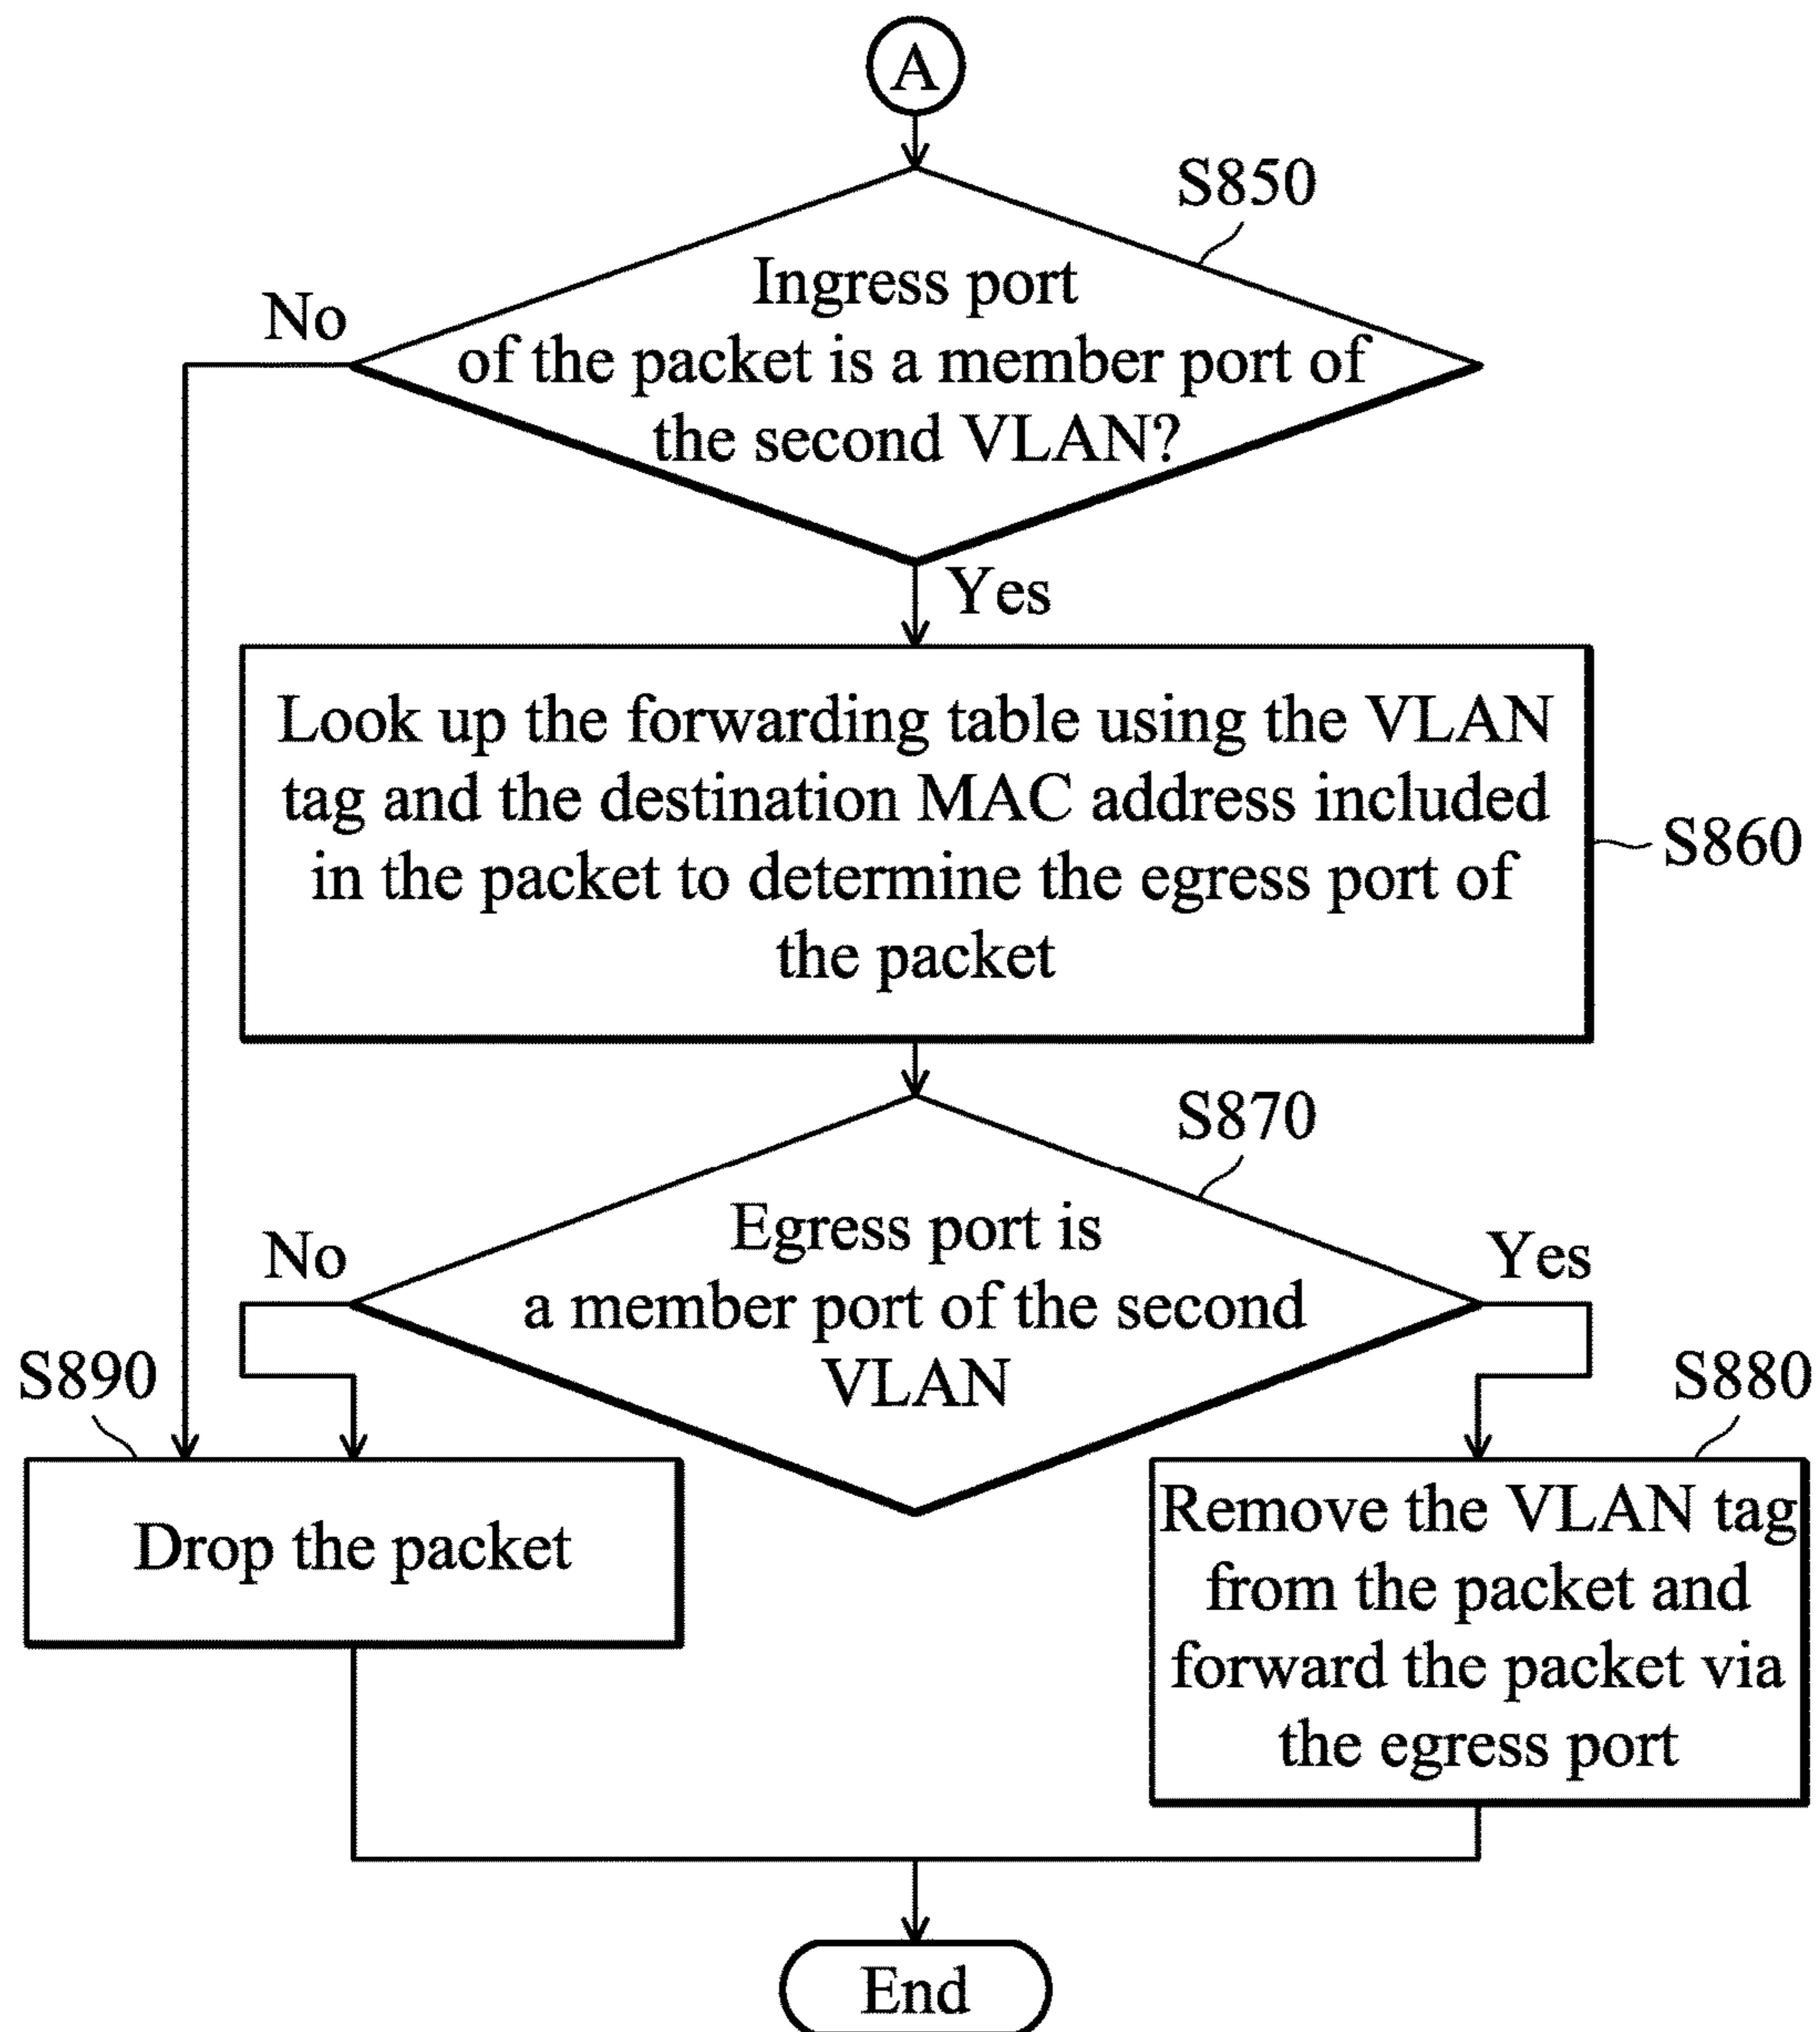 A
S850
Ingress port
of the packet is a member port of
the second VLAN?
No
Yes
Look up the forwarding table using the VLAN
tag and the destination MAC address included
in the packet to determine the egress port of
the packet
S860
S870
Egress port is
a member port of the second
VLAN
No
Yes
S890
S880
Drop the packet
Remove the VLAN tag
from the packet and
forward the packet via
the egress port
End